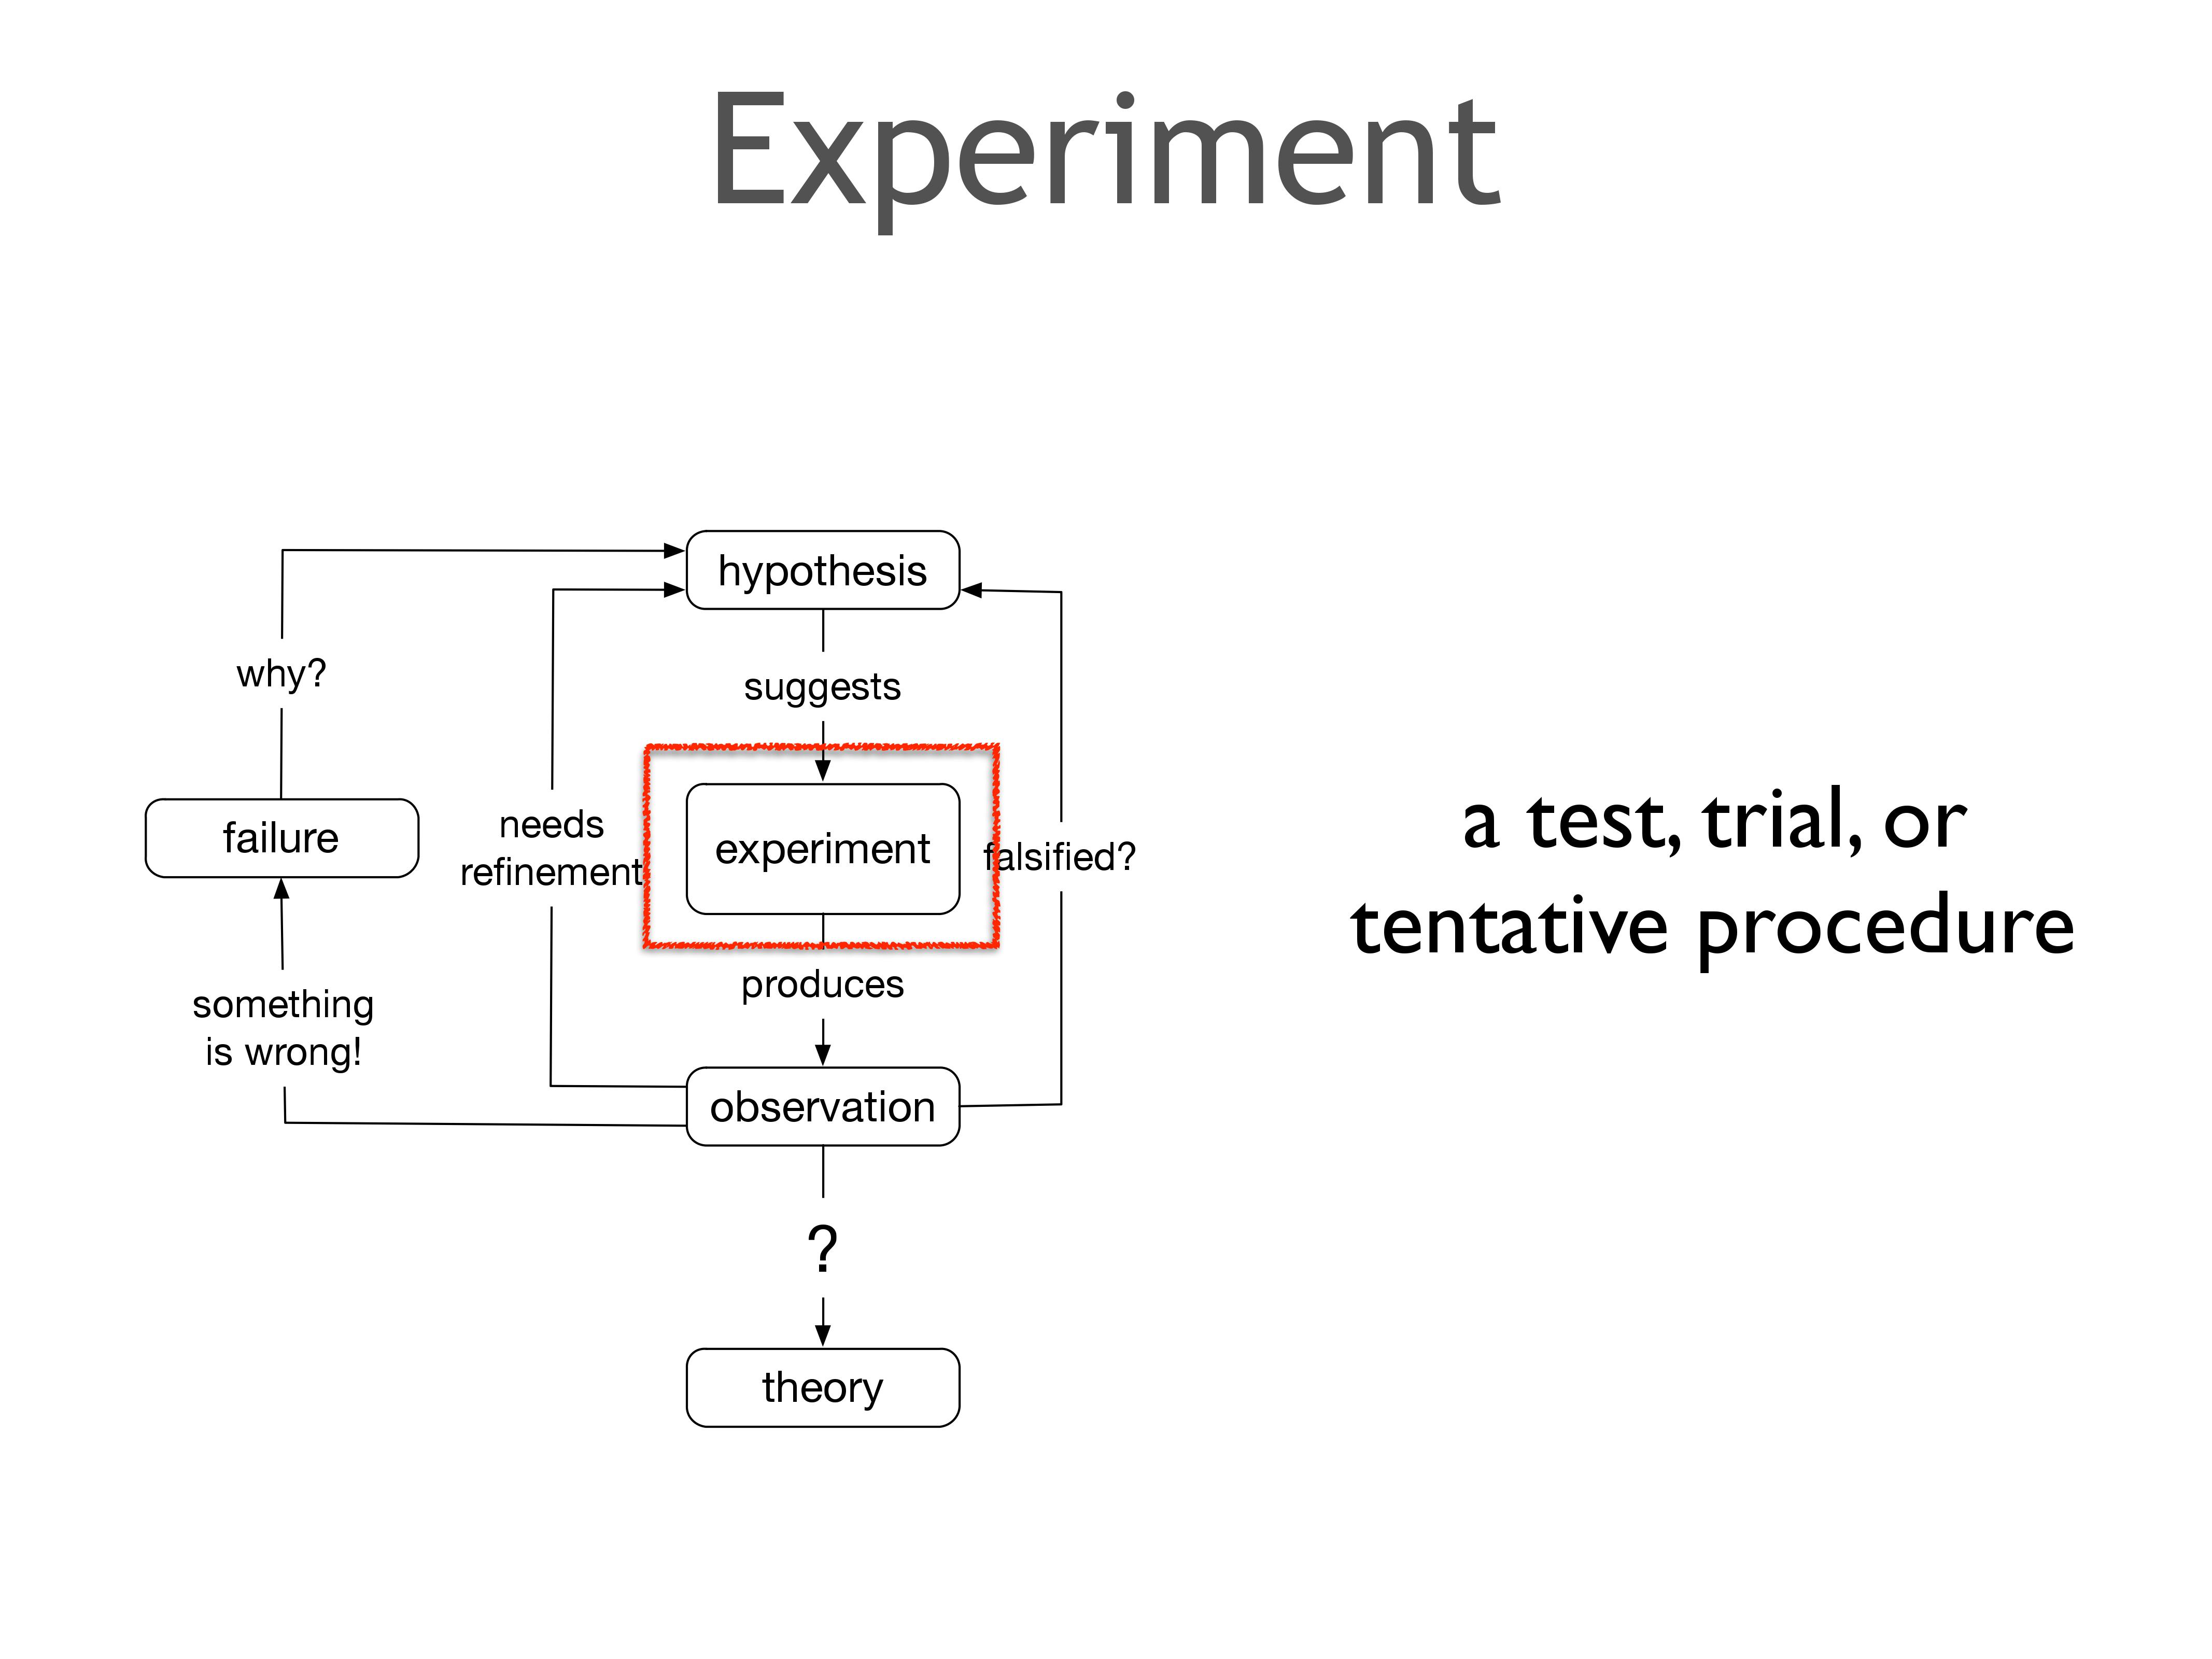 Experiment
hypothesis
why?
suggests
needs
refinement
experiment
falsified?
failure
something
is wrong!
produces
observation
?
theory
a test, trial, or
tentative procedure